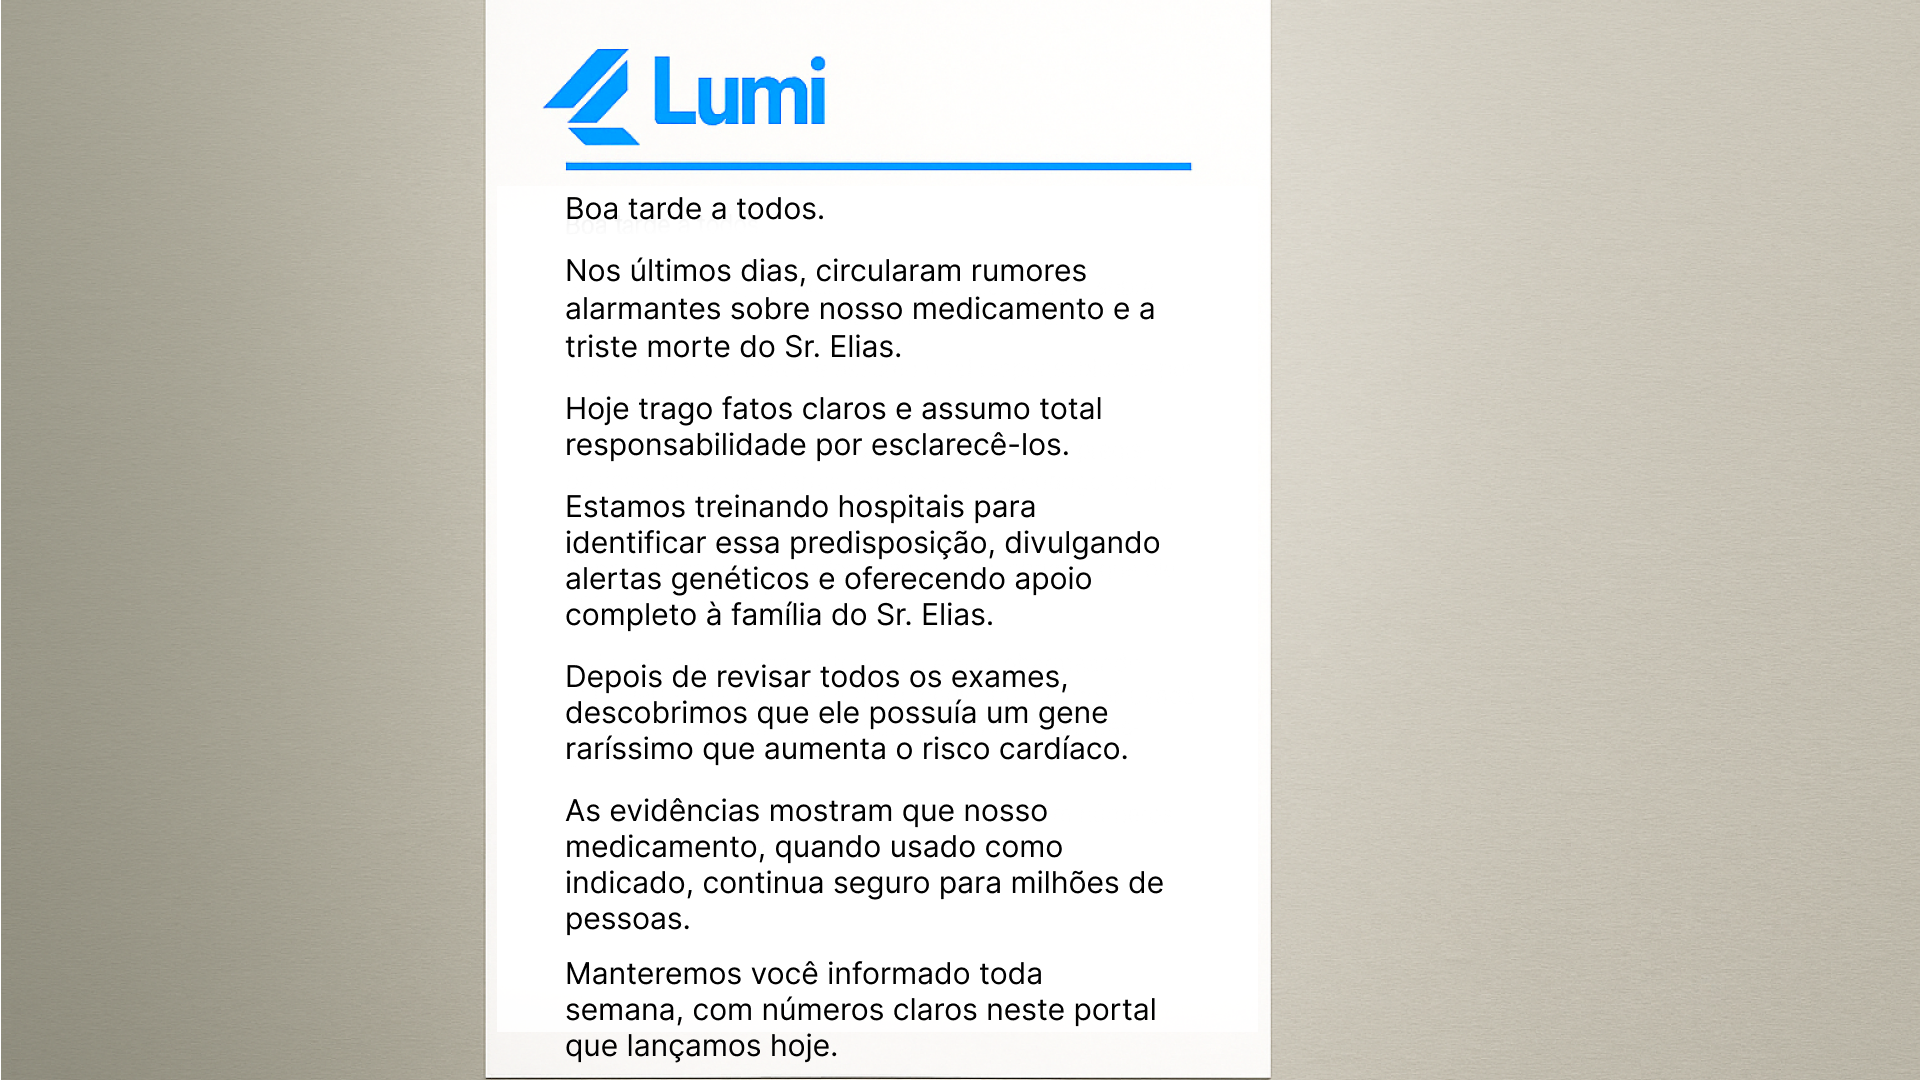 Lumi
Boa tarde a todos.
Nos últimos dias, circularam rumores
alarmantes sobre nosso medicamento e a
triste morte do Sr. Elias.
Hoje trago fatos claros e assumo total
responsabilidade por esclarecê-los.
Estamos treinando hospitais para
identificar essa predisposição, divulgando
alertas genéticos e oferecendo apoio
completo à família do Sr. Elias.
Depois de revisar todos os exames,
descobrimos que ele possuía um gene
raríssimo que aumenta o risco cardíaco.
As evidências mostram que nosso
medicamento, quando usado como
indicado, continua seguro para milhões de
pessoas.
Manteremos você informado toda
semana, com números claros neste portal
que lançamos hoje.